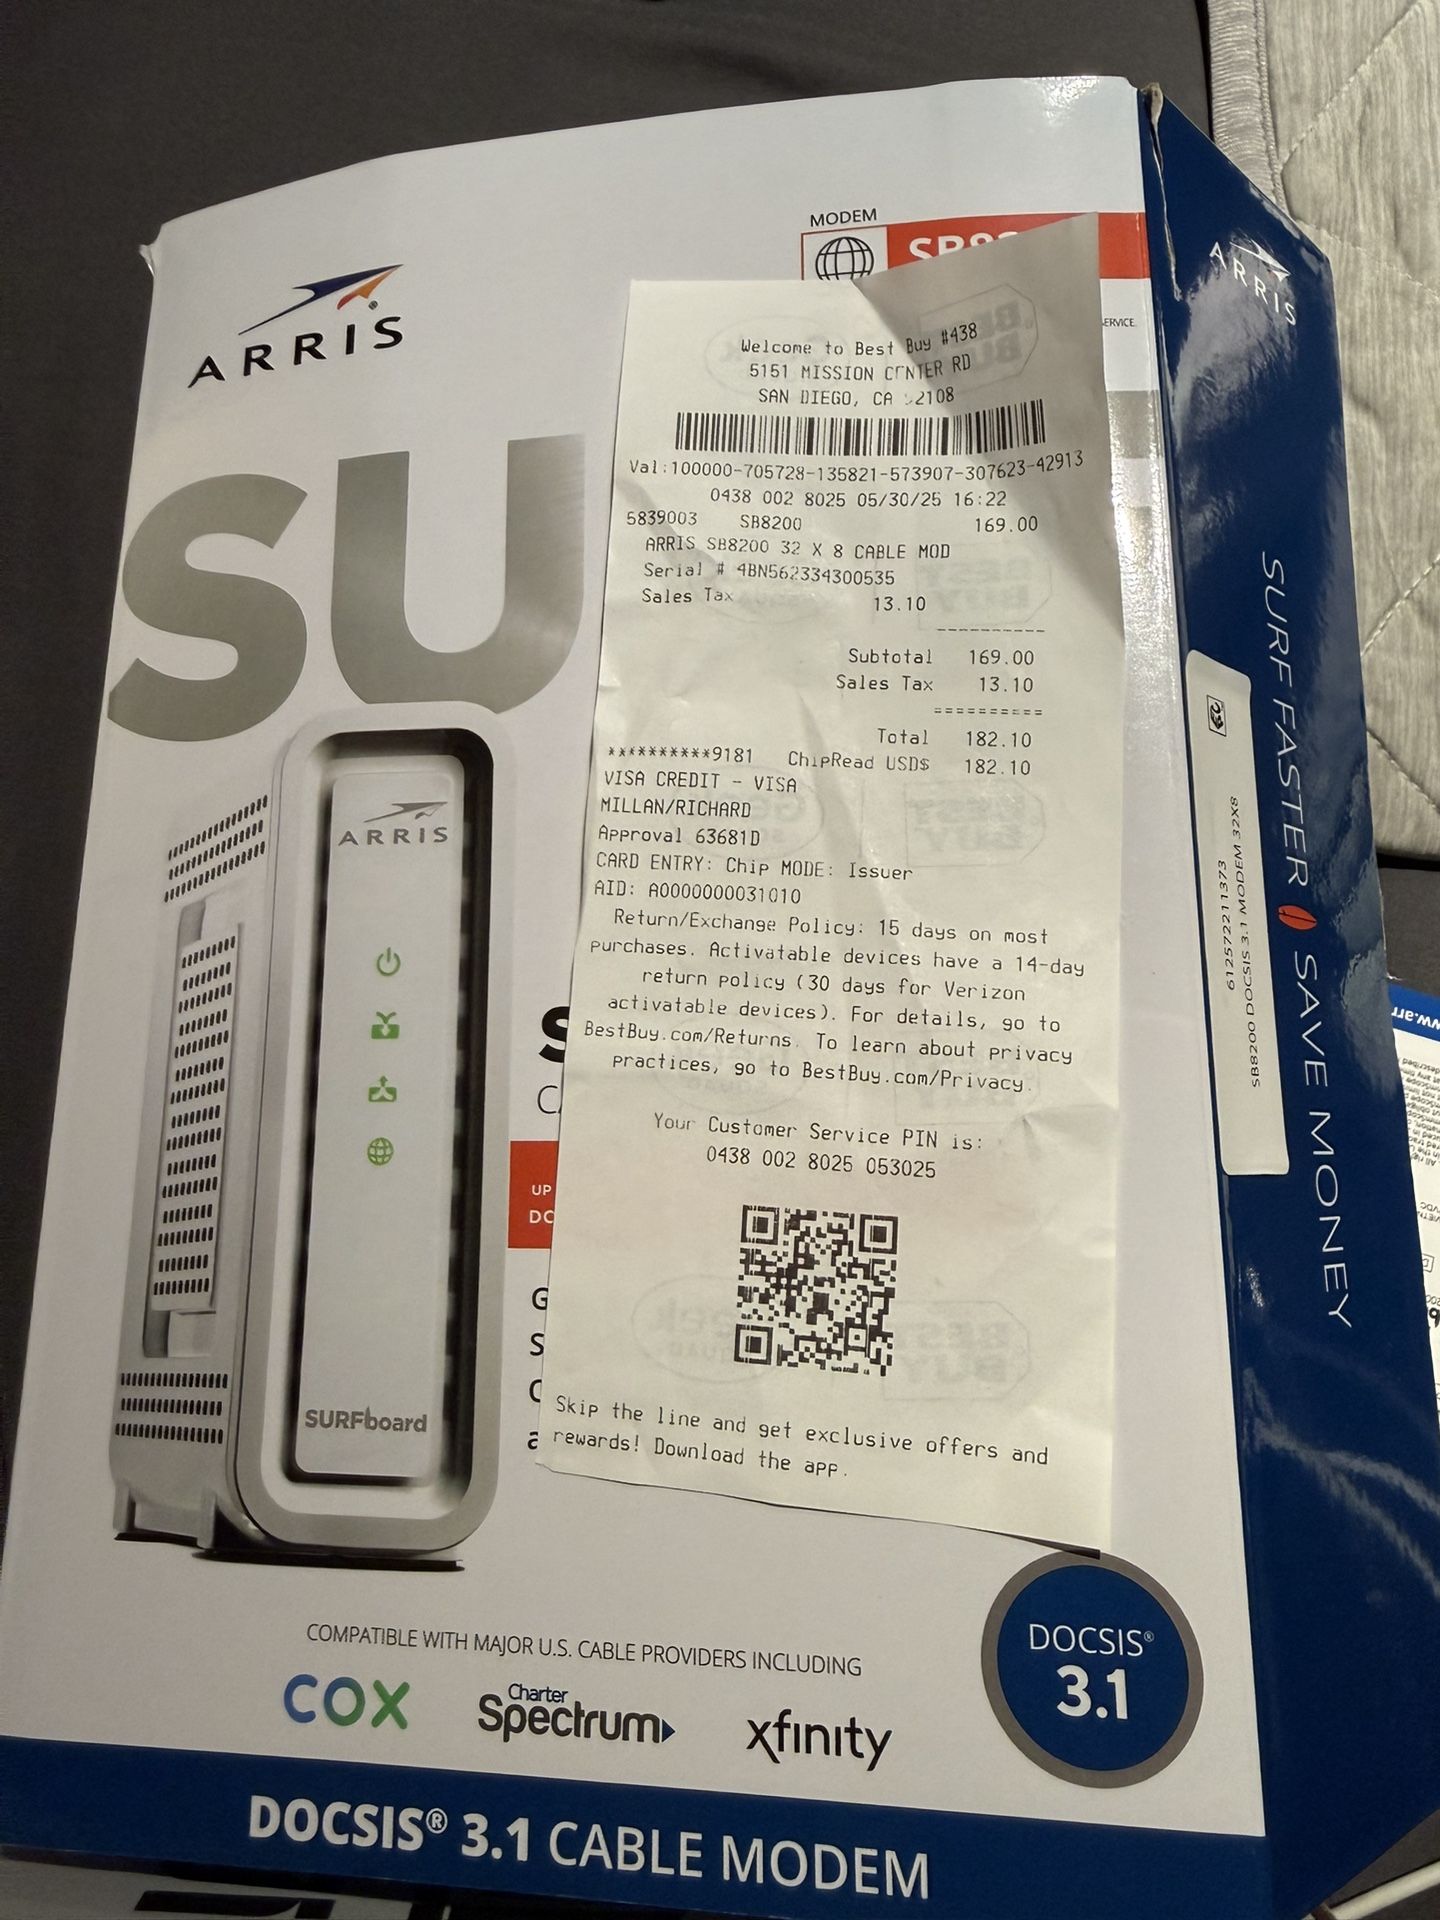 ARRIS
MODEM
SU
Welcome to Best Buy #438
5151 MISSION CENTER RD
SAN DIEGO, CA 92108
Val:100000-705728-135821-573907-307623-42913
0438 002 8025 05/30/25 16:22
5839003 SB8200 169.00
ARRIS SB8200 32 X 8 CABLE MOD
Serial # 4BN562334300535
Sales Tax 13.10
Subtotal 169.00
Sales Tax 13.10
==========
Total 182.10
**********9181 ChipRead USD$ 182.10
VISA CREDIT - VISA
MILLAN/RICHARD
Approval 63681D
CARD ENTRY: Chip MODE: Issuer
AID: A0000000031010
Return/Exchange Policy: 15 days on most
purchases. Activatable devices have a 14-day
return policy (30 days for Verizon
activatable devices). For details, go to
BestBuy.com/Returns. To learn about privacy
practices, go to BestBuy.com/Privacy.
Your Customer Service PIN is:
0438 002 8025 053025
Skip the line and get exclusive offers and
rewards! Download the app.
ARRIS
SURFboard
UP
COMPATIBLE WITH MAJOR U.S. CABLE PROVIDERS INCLUDING
COX
Charter
Spectrum
xfinity
DOCSIS®
3.1
DOCSIS® 3.1 CABLE MODEM
ARRIS
SURF FASTER SAVE MONEY
612572211373
SB8200 DOCSIS 3.1 MODEM 32X8